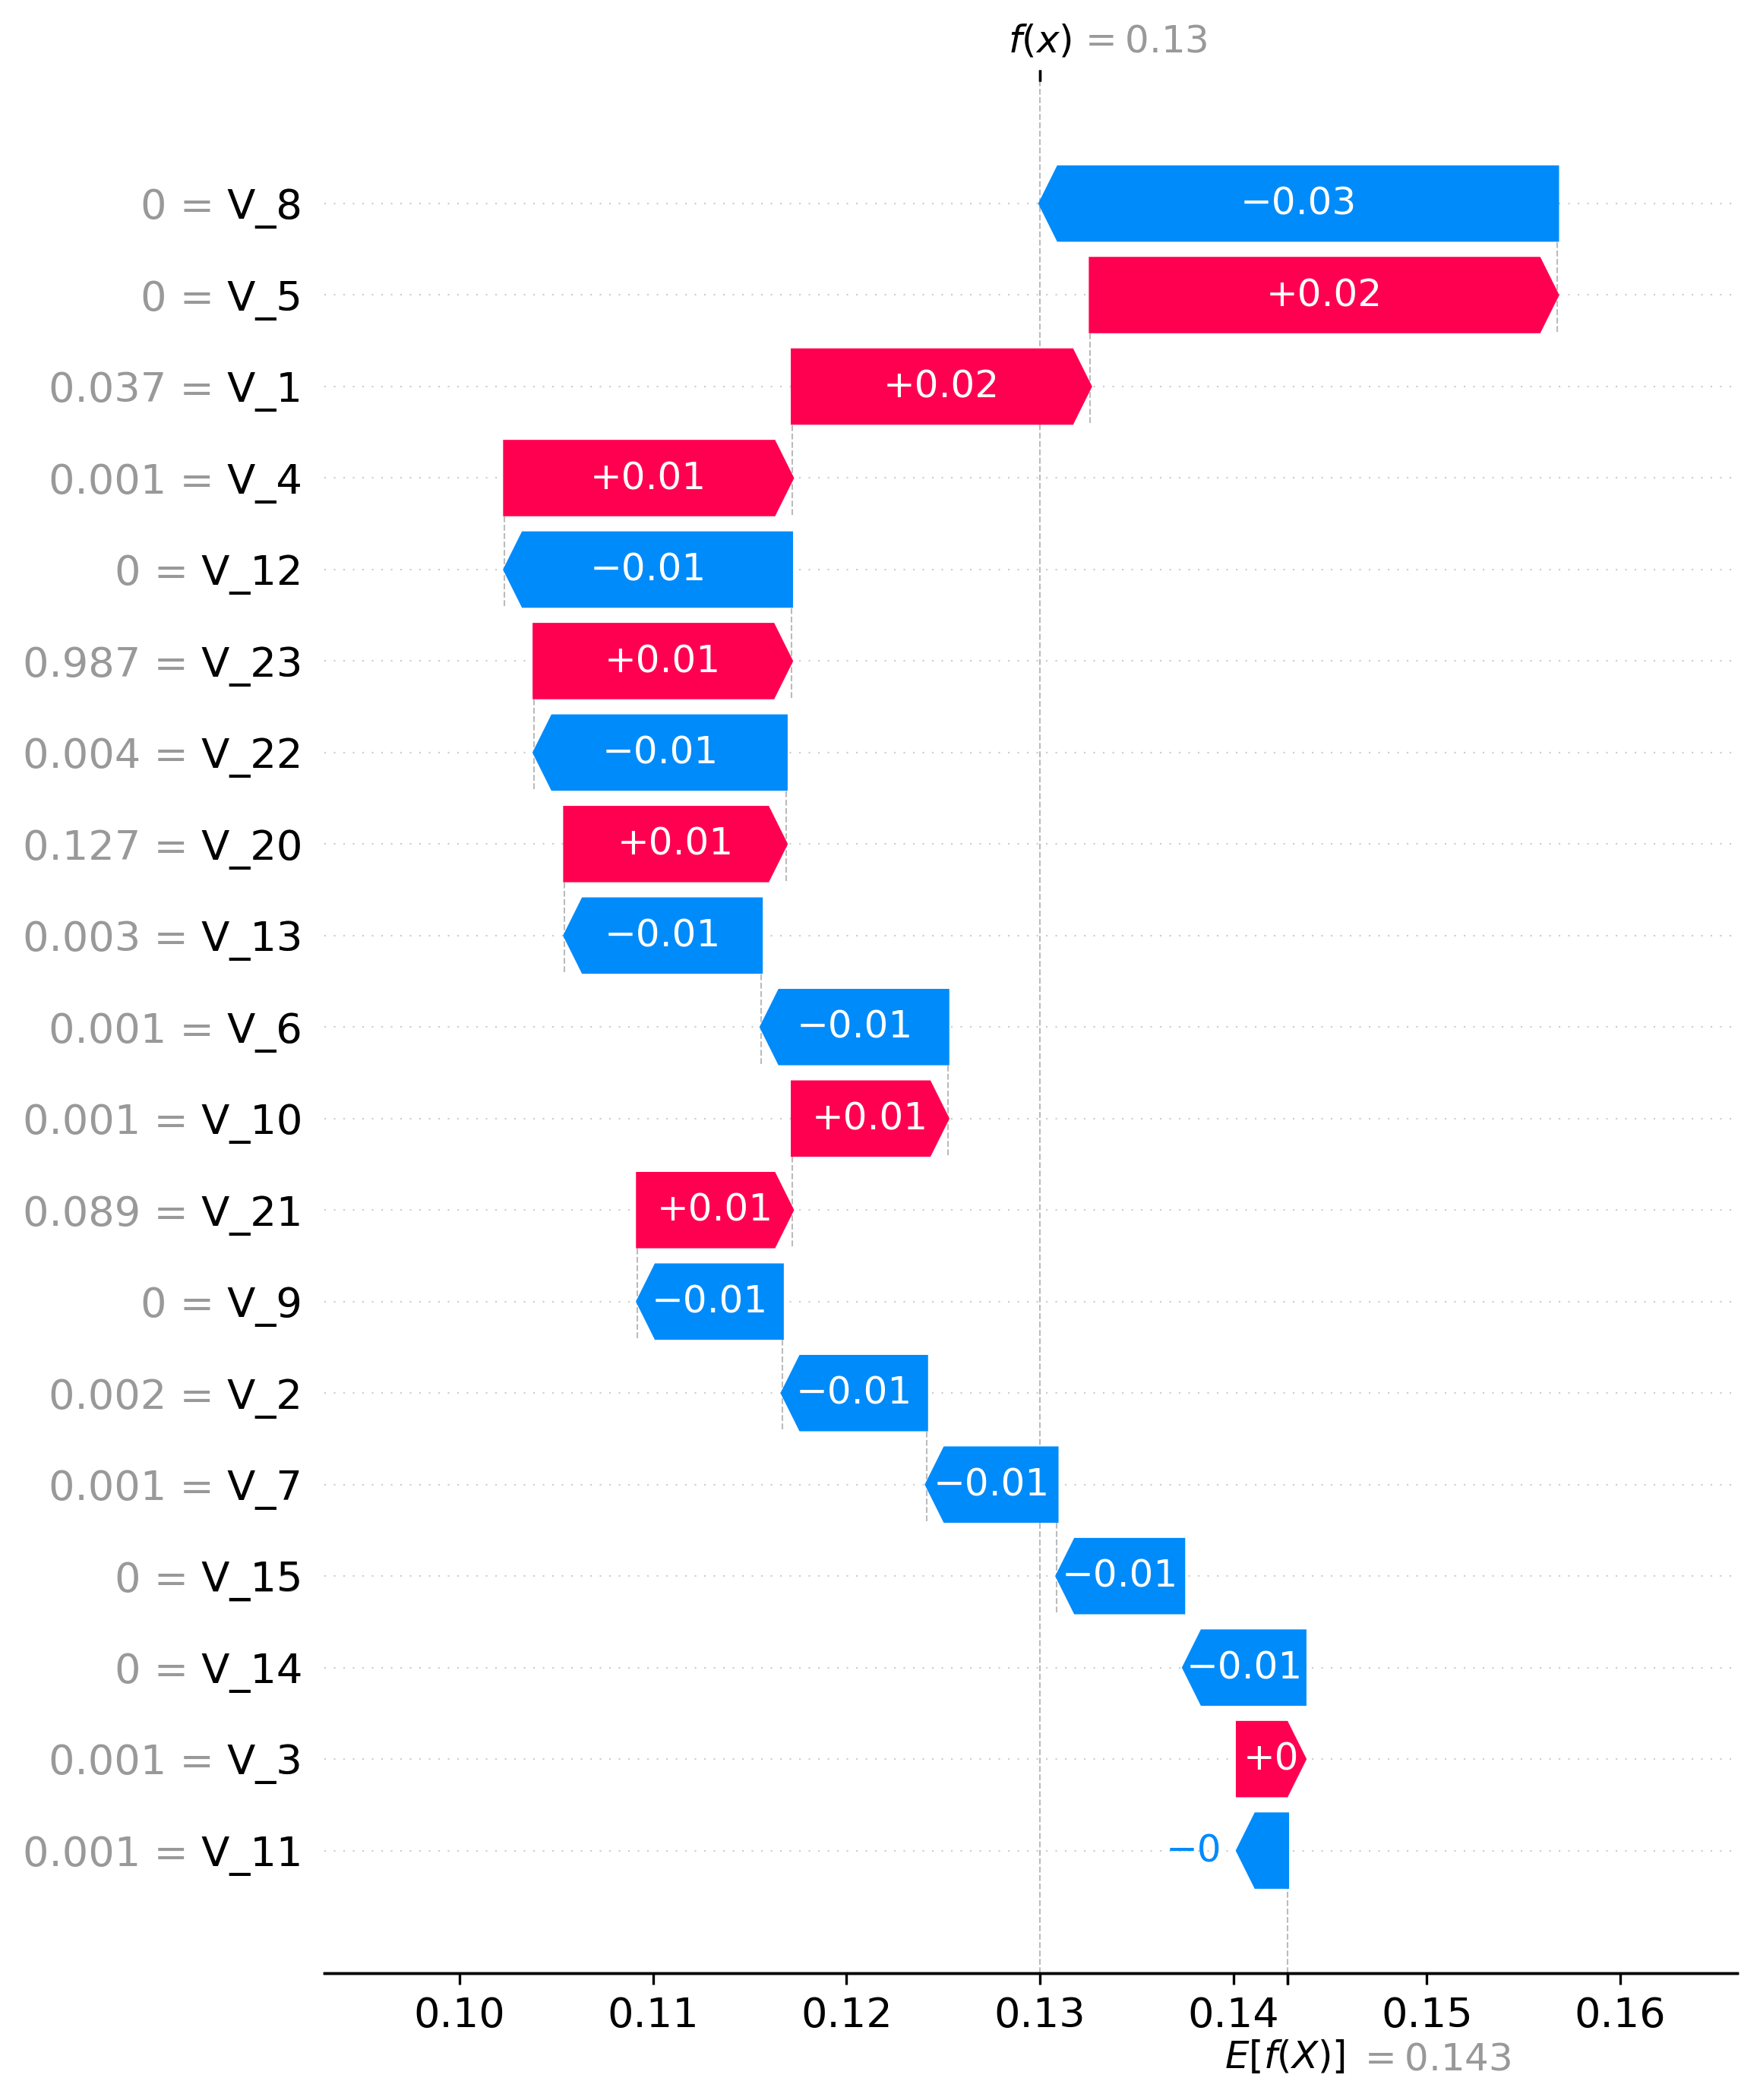 f(x) = 0.13
0 = V_8 −0.03
0 = V_5 +0.02
0.037 = V_1 +0.02
0.001 = V_4 +0.01
0 = V_12 −0.01
0.987 = V_23 +0.01
0.004 = V_22 −0.01
0.127 = V_20 +0.01
0.003 = V_13 −0.01
0.001 = V_6 −0.01
0.001 = V_10 +0.01
0.089 = V_21 +0.01
0 = V_9 −0.01
0.002 = V_2 −0.01
0.001 = V_7 −0.01
0 = V_15 −0.01
0 = V_14 −0.01
0.001 = V_3 +0
0.001 = V_11 −0
0.10 0.11 0.12 0.13 0.14 0.15 0.16
E[f(X)] = 0.143